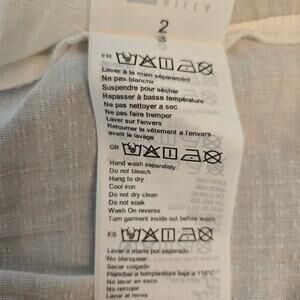 BILLA
2
S
FR
Laver à la main séparément
Ne pas blanchir
Suspendre pour sécher
Repasser à basse température
Ne pas nettoyer a sec
Ne pas faire tremper
Laver sur l'envers
Retourner le vêtement a l'envers
avant le lavage
GB
Hand wash separately
Do not bleach
Hang to dry
Cool iron
Do not dry clean
Do not soak
Wash On reverse
Turn garment inside out before wash
ES
Lavar a mano por separado
No blanquear
Secar colgado
Planchar a temperatura baja a 110°C
No lavar en seco
No remojar
Lavar al reves